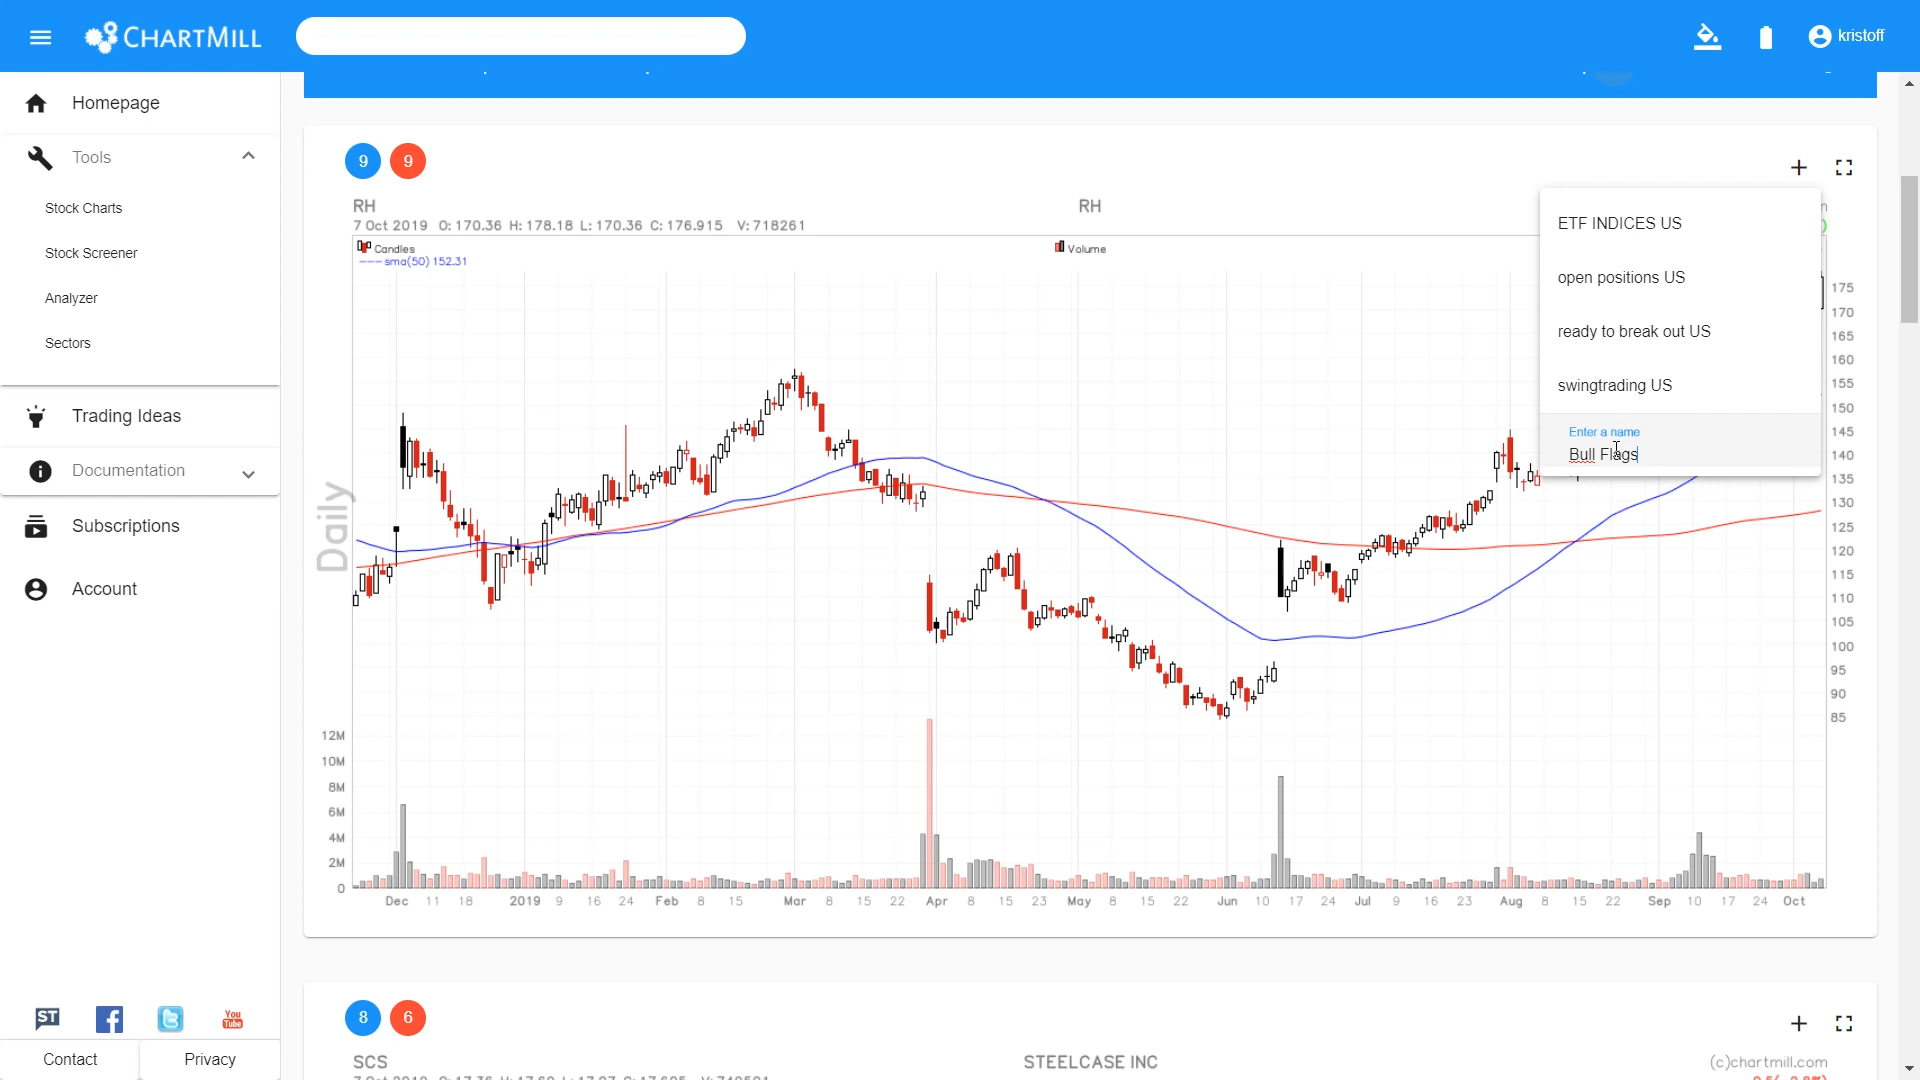 CHARTMILL
kristoff
Homepage
Tools
Stock Charts
Stock Screener
Analyzer
Sectors
Trading Ideas
Documentation
Subscriptions
Account
ST
You
Tube
Contact
Privacy
9 9
RH
RH
7 Oct 2019 O: 170.36 H: 178.18 L: 170.36 C: 176.915 V: 718261
Candles
sma(50) 152.31
Volume
ETF INDICES US
open positions US
ready to break out US
swingtrading US
Enter a name
Bull Flags
Daily
175
170
165
160
155
150
145
140
135
130
125
120
115
110
105
100
95
90
85
12M
10M
8M
6M
4M
2M
0
Dec 11 18 2019 9 16 24 Feb 8 15 Mar 8 15 22 Apr 8 15 23 May 8 15 22 Jun 10 17 24 Jul 9 16 23 Aug 8 15 22 Sep 10 17 24 Oct
8 6
SCS
STEELCASE INC
(c)chartmill.com